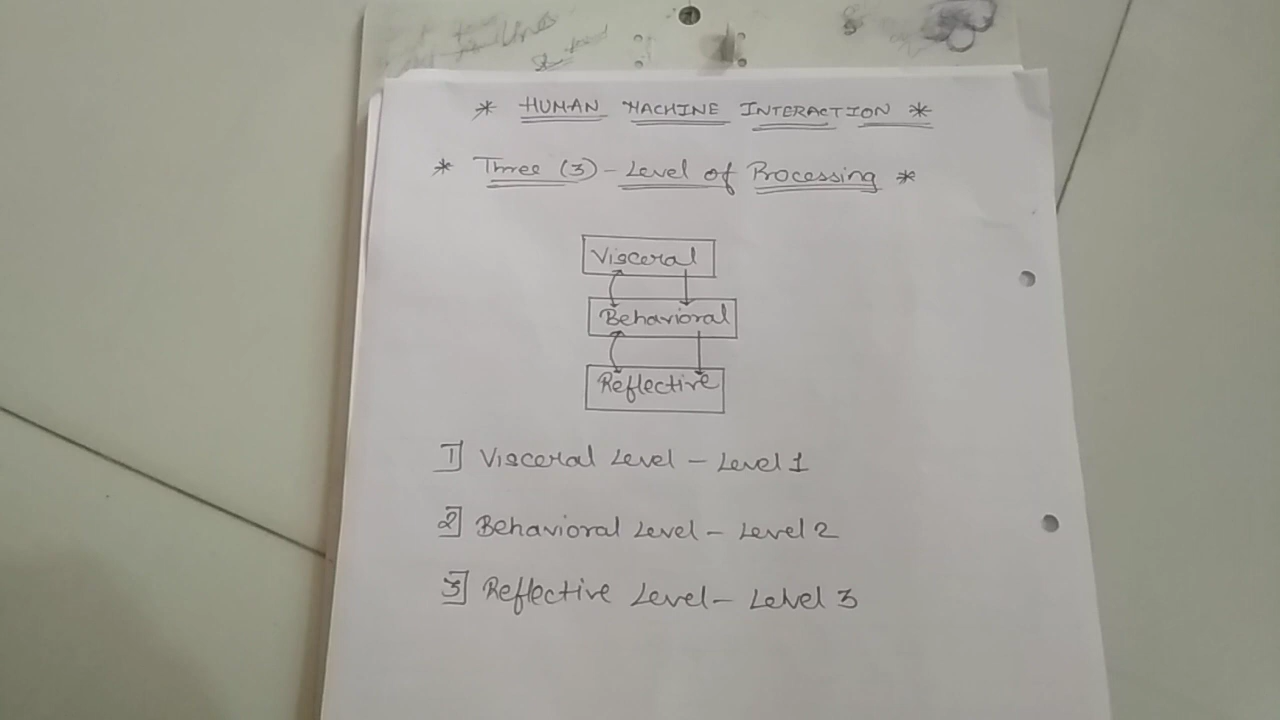 * HUMAN MACHINE INTERACTION *
* Three (3) - Level of Processing *
Visceral
Behavioral
Reflective
1] Visceral Level - Level 1
2] Behavioral Level - Level 2
3] Reflective Level - Level 3